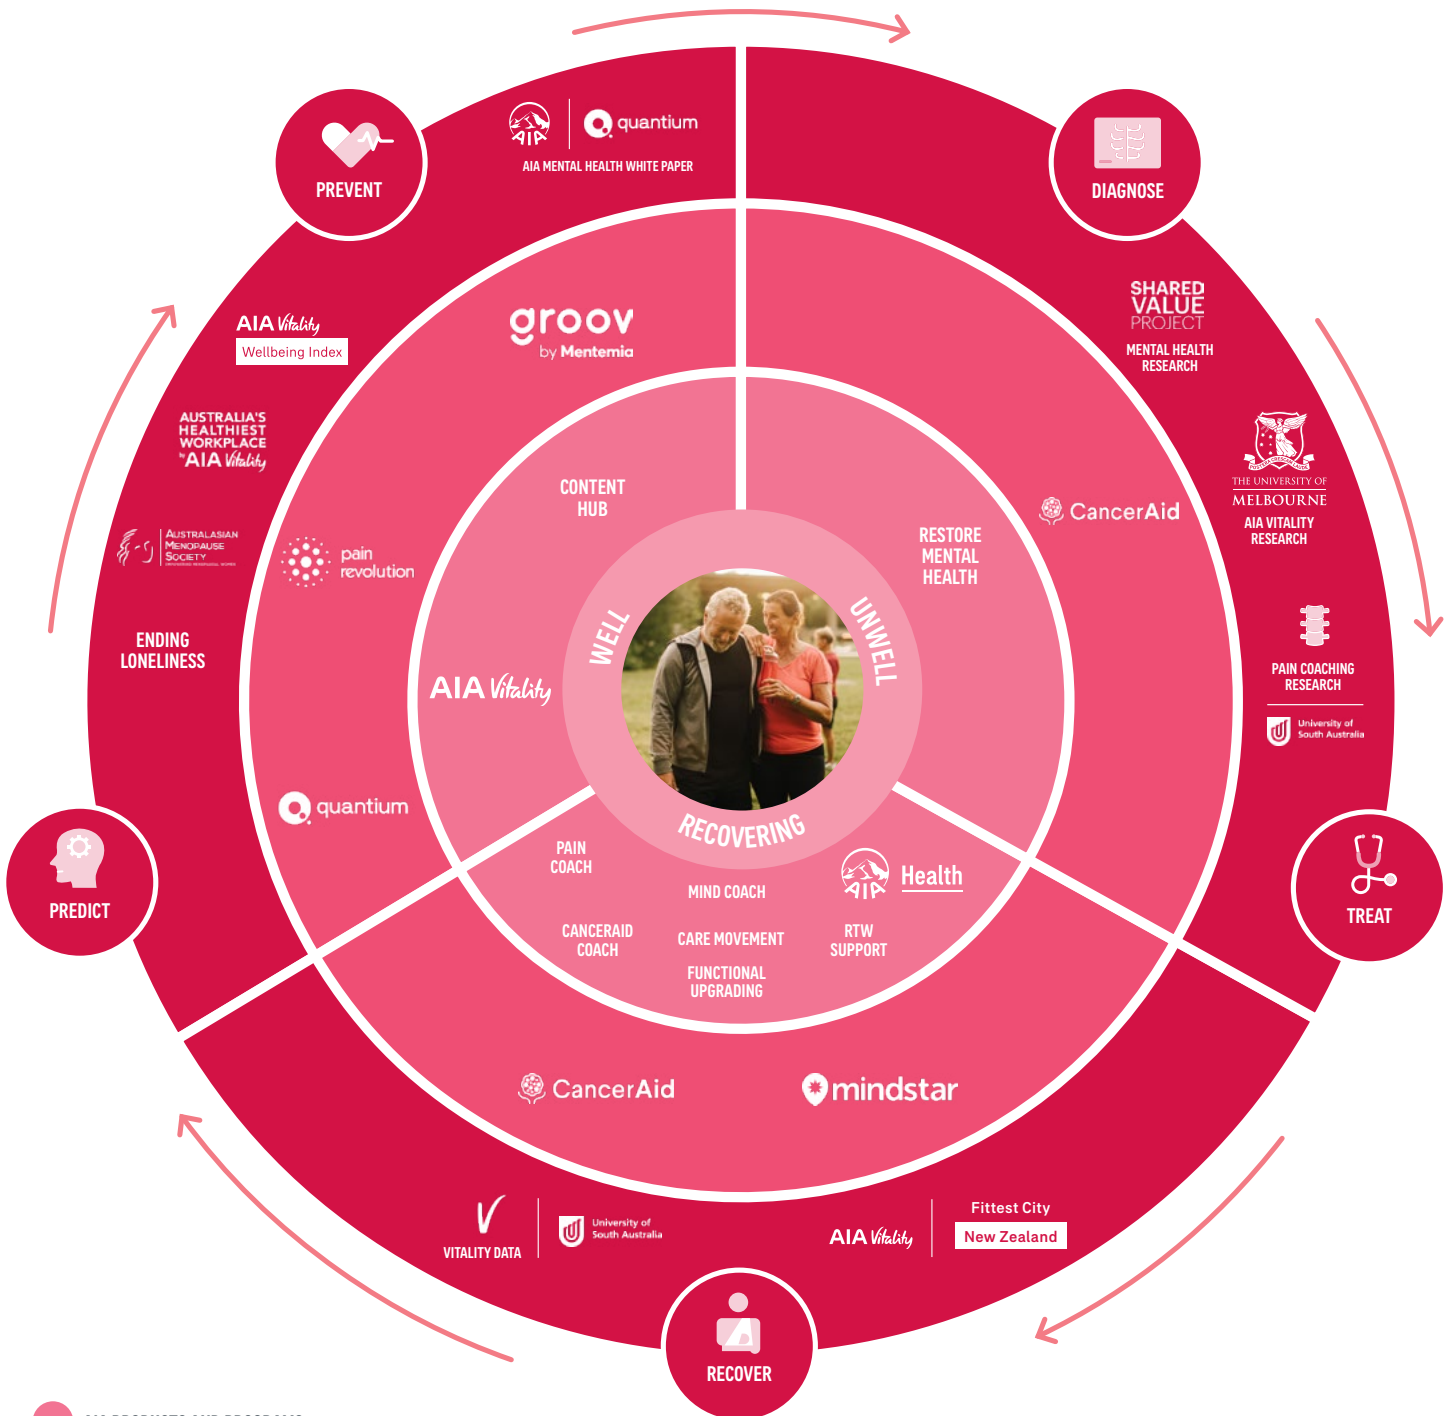 AIA
quantium
AIA MENTAL HEALTH WHITE PAPER
PREVENT
DIAGNOSE
AIA Vitality
Wellbeing Index
groov
by Mentemia
SHARED
VALUE
PROJECT
MENTAL HEALTH
RESEARCH
AUSTRALIA'S
HEALTHIEST
WORKPLACE
by AIA Vitality
THE UNIVERSITY OF
MELBOURNE
AIA VITALITY
RESEARCH
CONTENT
HUB
CancerAid
AUSTRALASIAN
MENOPAUSE
SOCIETY
pain
revolution
RESTORE
MENTAL
HEALTH
ENDING
LONELINESS
WELL
UNWELL
RECOVERING
AIA Vitality
PAIN COACHING
RESEARCH
University of
South Australia
quantium
PREDICT
TREAT
PAIN
COACH
MIND COACH
AIA
Health
CANCERAID
COACH
CARE MOVEMENT
RTW
SUPPORT
FUNCTIONAL
UPGRADING
CancerAid
mindstar
VITALITY DATA
University of
South Australia
AIA Vitality
Fittest City
New Zealand
RECOVER